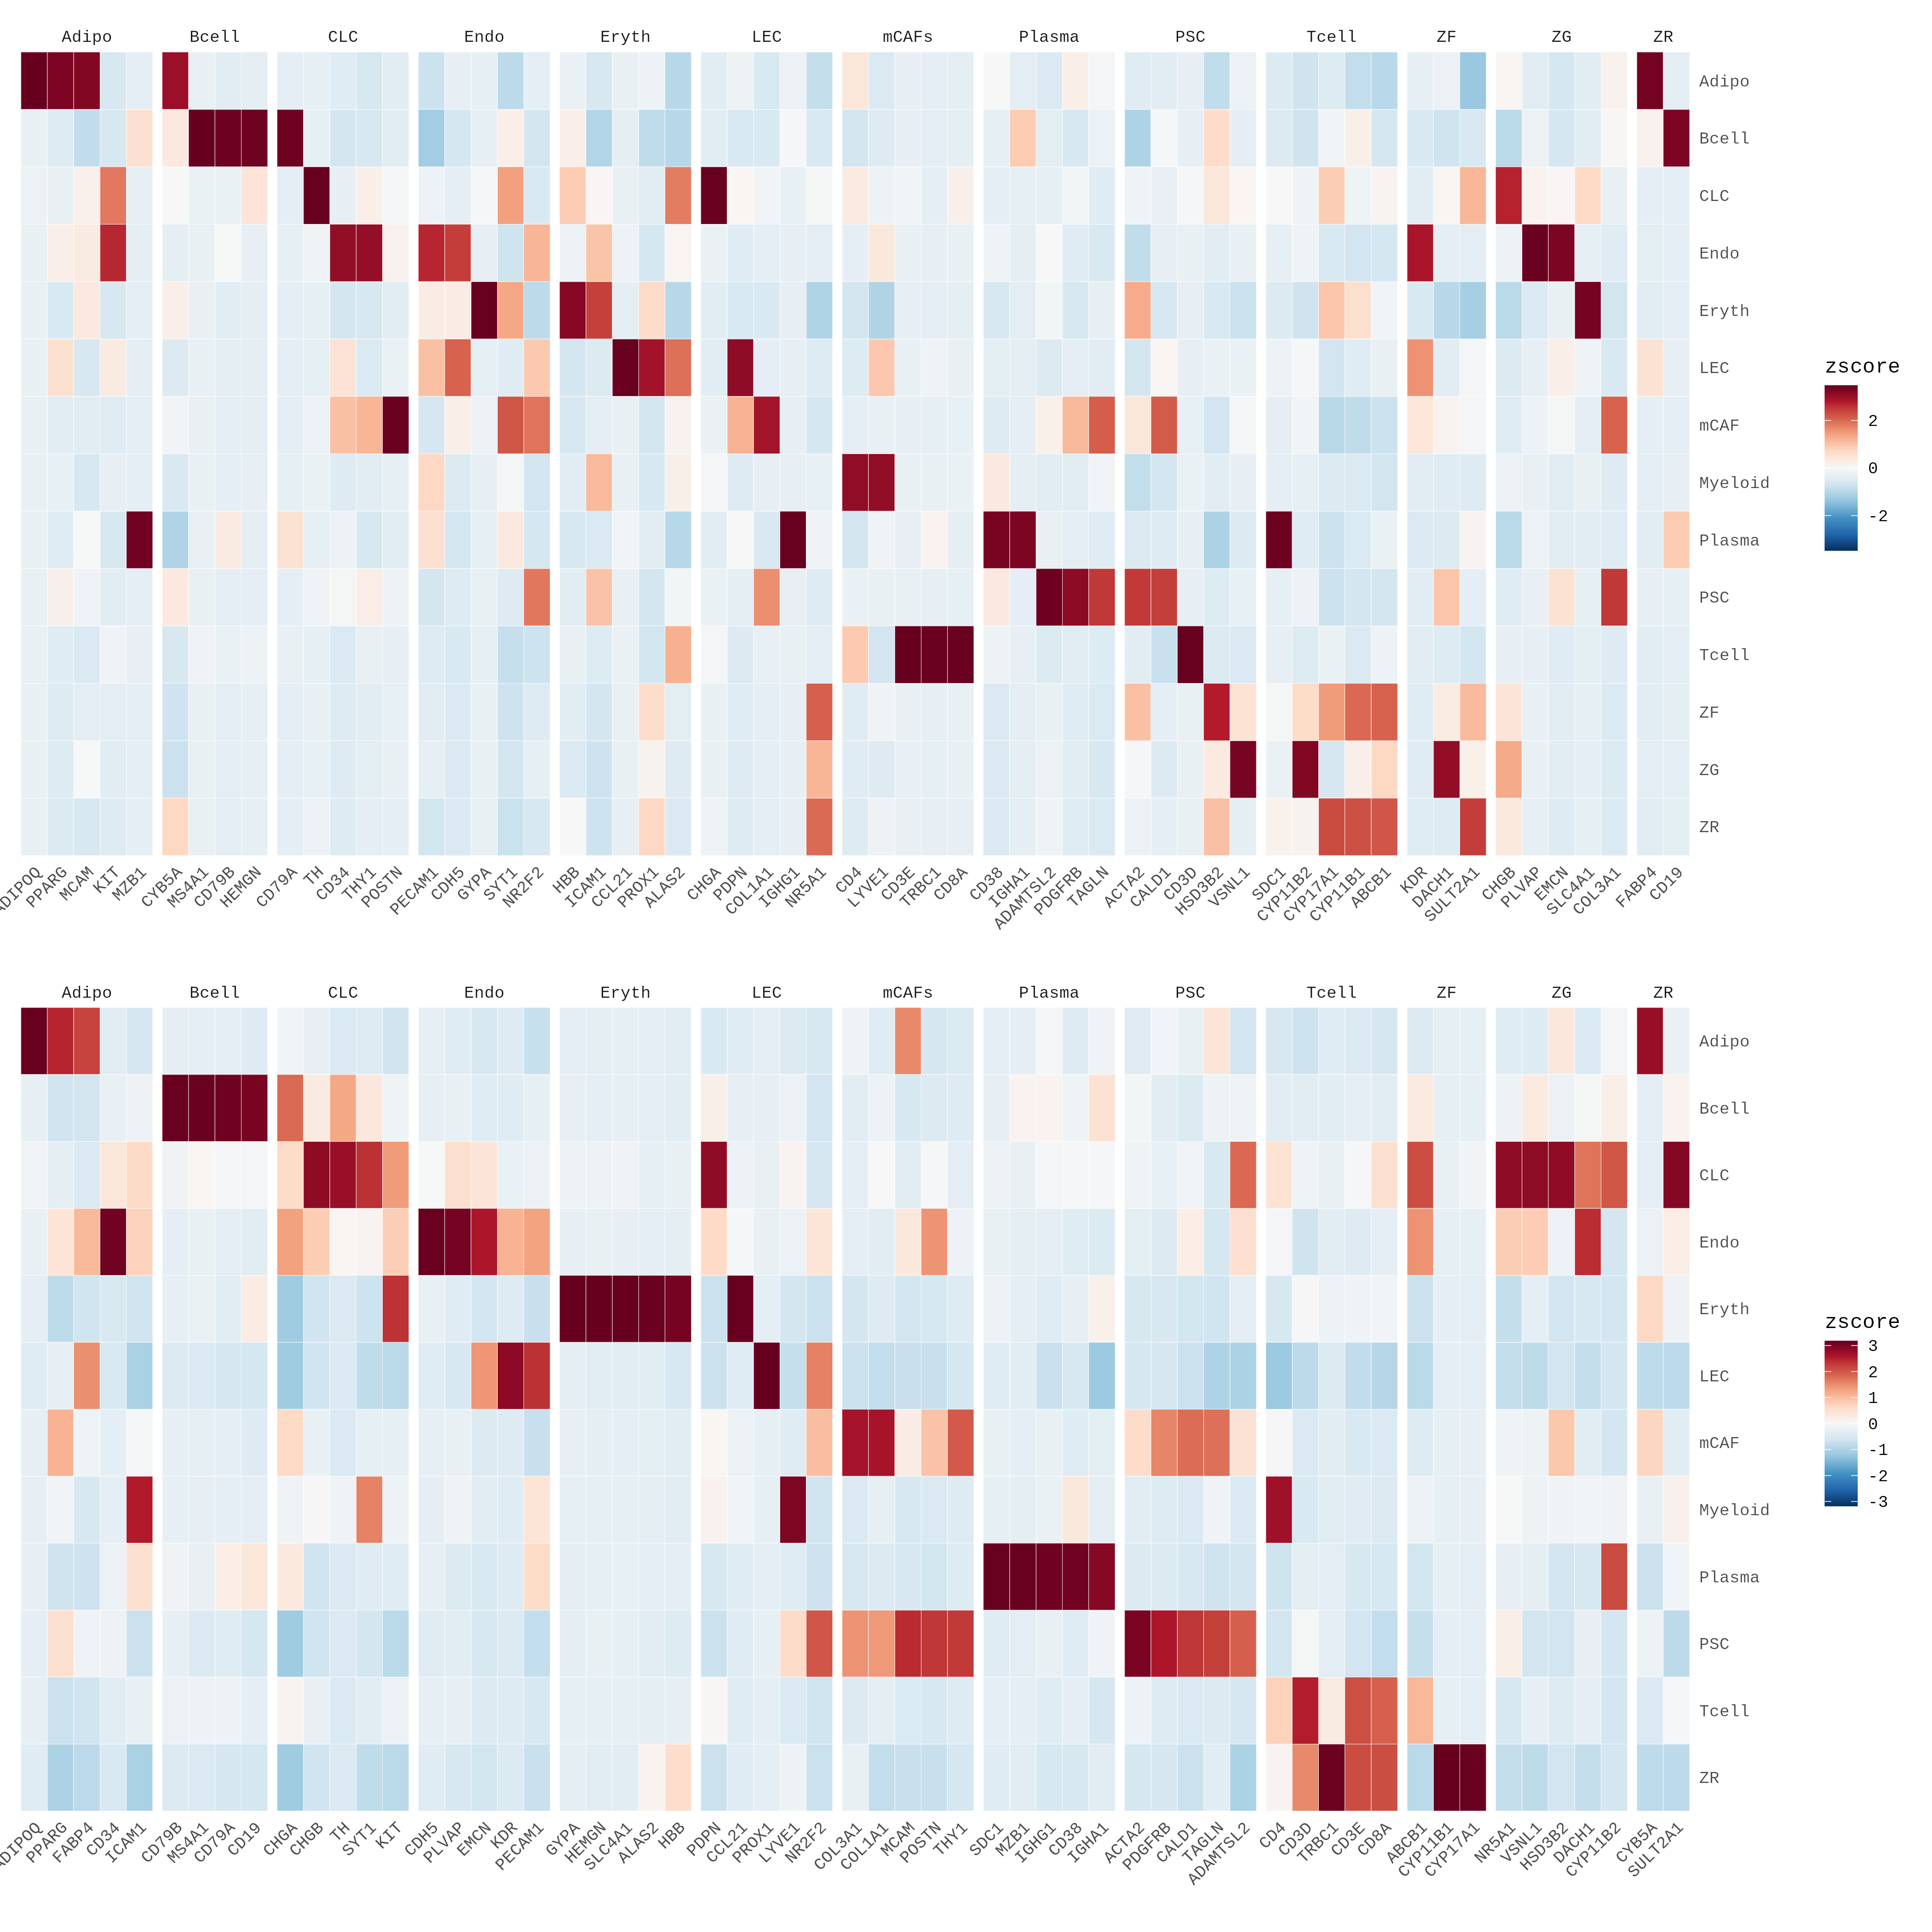 Adipo Bcell CLC Endo Eryth LEC mCAFs Plasma PSC Tcell ZF ZG ZR
Adipo
Bcell
CLC
Endo
Eryth
LEC
mCAF
Myeloid
Plasma
PSC
Tcell
ZF
ZG
ZR
zscore
2
0
-2
ADIPOQ PPARG MCAM KIT MZB1 CYB5A MS4A1 CD79B HEMGN CD79A TH CD34 THY1 POSTN PECAM1 CDH5 GYPA SYT1 NR2F2 HBB ICAM1 CCL21 PROX1 ALAS2 CHGA PDPN COL1A1 IGHG1 NR5A1 CD4 LYVE1 CD3E TRBC1 CD8A CD38 IGHA1 ADAMTSL2 PDGFRB TAGLN ACTA2 CALD1 CD3D HSD3B2 VSNL1 SDC1 CYP11B2 CYP17A1 CYP11B1 ABCB1 KDR DACH1 SULT2A1 CHGB PLVAP EMCN SLC4A1 COL3A1 FABP4 CD19
Adipo Bcell CLC Endo Eryth LEC mCAFs Plasma PSC Tcell ZF ZG ZR
Adipo
Bcell
CLC
Endo
Eryth
LEC
mCAF
Myeloid
Plasma
PSC
Tcell
ZR
zscore
3
2
1
0
-1
-2
-3
ADIPOQ PPARG FABP4 CD34 ICAM1 CD79B MS4A1 CD79A CD19 CHGA CHGB TH SYT1 KIT CDH5 PLVAP EMCN KDR PECAM1 GYPA HEMGN SLC4A1 ALAS2 HBB PDPN CCL21 PROX1 LYVE1 NR2F2 COL3A1 COL1A1 MCAM POSTN THY1 SDC1 MZB1 IGHG1 CD38 IGHA1 ACTA2 PDGFRB CALD1 TAGLN ADAMTSL2 CD4 CD3D TRBC1 CD3E CD8A ABCB1 CYP11B1 CYP17A1 NR5A1 VSNL1 HSD3B2 DACH1 CYP11B2 CYB5A SULT2A1